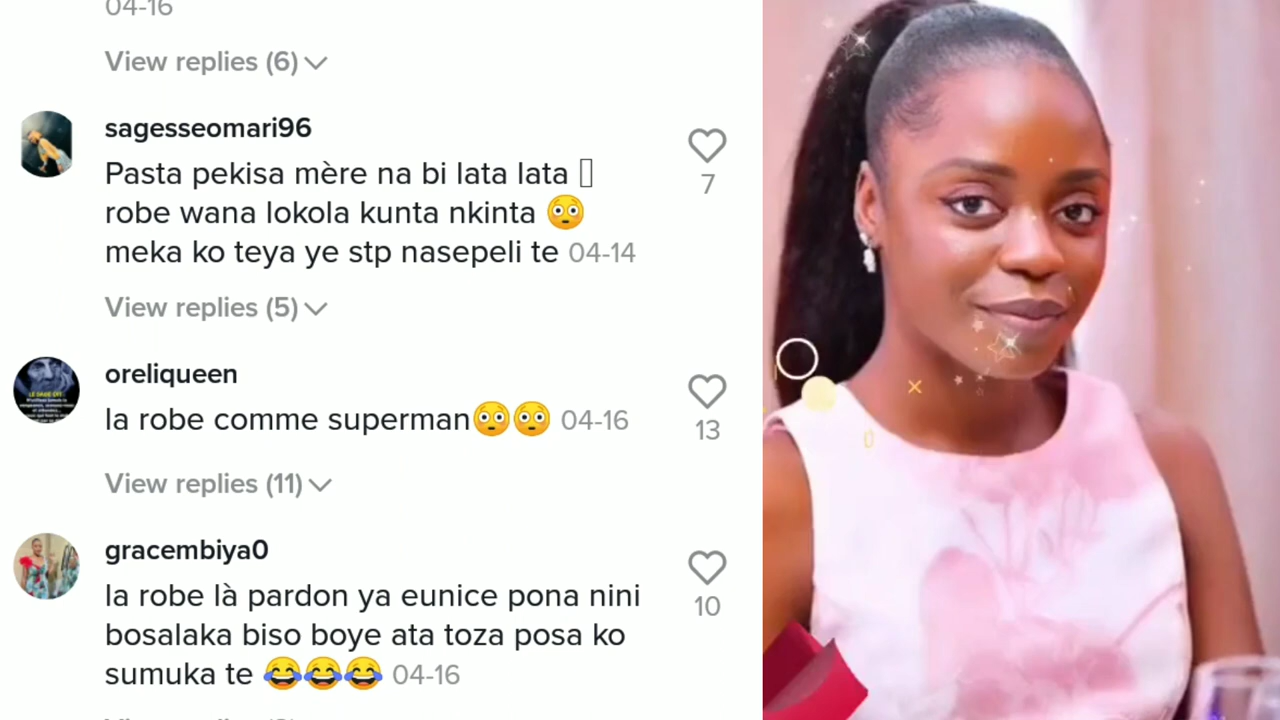 04-16
View replies (6)
sagesseomari96
Pasta pekisa mère na bi lata lata
robe wana lokola kunta nkinta 😳
meka ko teya ye stp nasepeli te 04-14
7
View replies (5)
oreliqueen
la robe comme superman😳😳 04-16
13
View replies (11)
gracembiya0
la robe là pardon ya eunice pona nini
bosalaka biso boye ata toza posa ko
sumuka te 😂😂😂 04-16
10